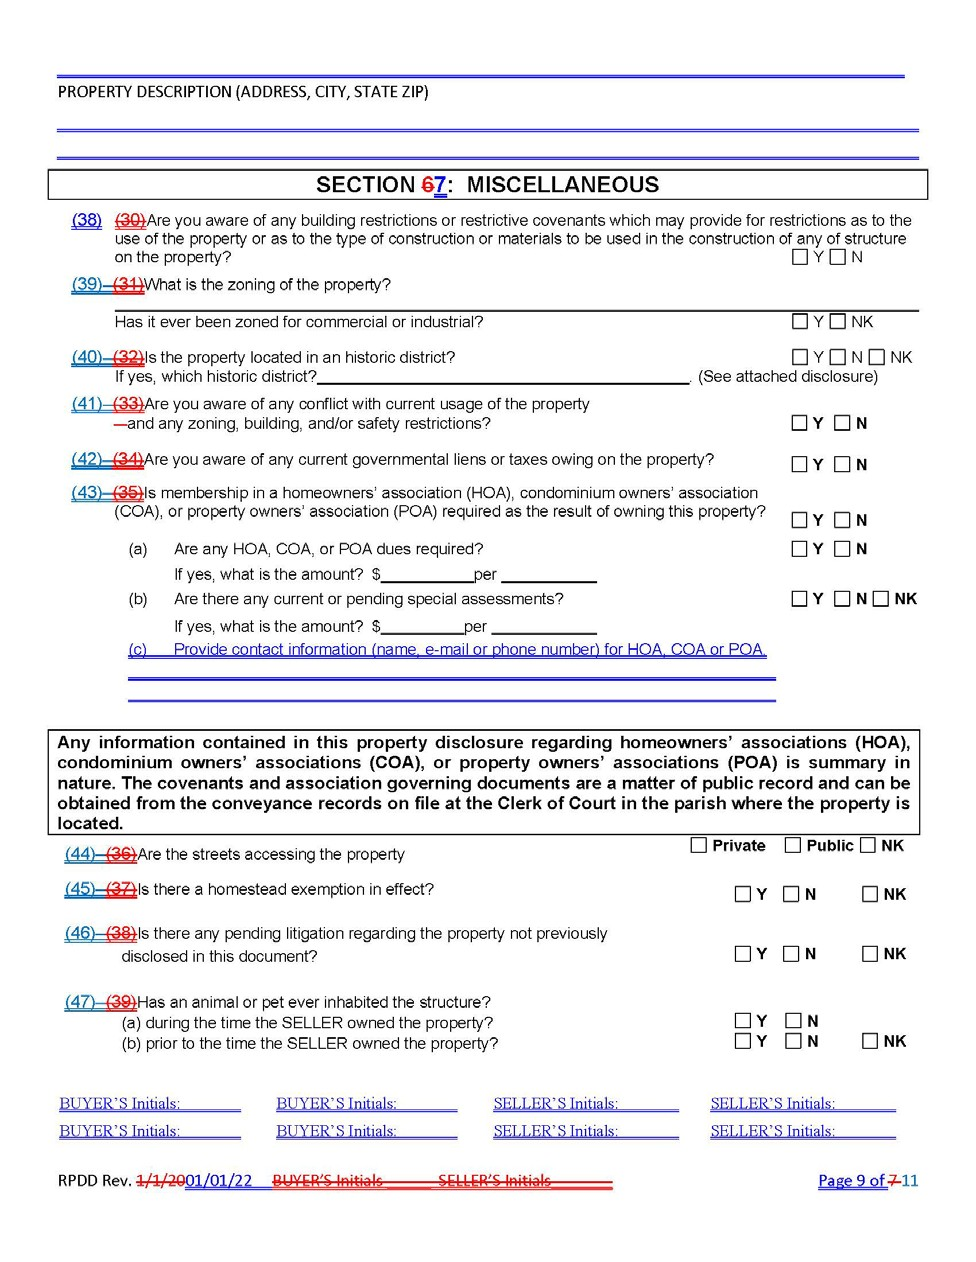 PROPERTY DESCRIPTION (ADDRESS, CITY, STATE ZIP)
SECTION 67: MISCELLANEOUS
(38) (30)Are you aware of any building restrictions or restrictive covenants which may provide for restrictions as to the
use of the property or as to the type of construction or materials to be used in the construction of any of structure
on the property? Y N
(39) (31)What is the zoning of the property?
Has it ever been zoned for commercial or industrial? Y NK
(40) (32)Is the property located in an historic district? Y N NK
If yes, which historic district?. (See attached disclosure)
(41) (33)Are you aware of any conflict with current usage of the property
and any zoning, building, and/or safety restrictions? Y N
(42) (34)Are you aware of any current governmental liens or taxes owing on the property? Y N
(43) (35)Is membership in a homeowners' association (HOA), condominium owners' association
(COA), or property owners' association (POA) required as the result of owning this property? Y N
(a) Are any HOA, COA, or POA dues required? Y N
If yes, what is the amount? $__________per __________
(b) Are there any current or pending special assessments? Y N NK
If yes, what is the amount? $_________per ___________
(c) Provide contact information (name, e-mail or phone number) for HOA, COA or POA.
Any information contained in this property disclosure regarding homeowners' associations (HOA),
condominium owners' associations (COA), or property owners' associations (POA) is summary in
nature. The covenants and association governing documents are a matter of public record and can be
obtained from the conveyance records on file at the Clerk of Court in the parish where the property is
located.
(44) (36)Are the streets accessing the property Private Public NK
(45) (37)Is there a homestead exemption in effect? Y N NK
(46) (38)Is there any pending litigation regarding the property not previously
disclosed in this document? Y N NK
(47) (39)Has an animal or pet ever inhabited the structure?
(a) during the time the SELLER owned the property? Y N
(b) prior to the time the SELLER owned the property? Y N NK
BUYER'S Initials:______ BUYER'S Initials:______ SELLER'S Initials:______ SELLER'S Initials:______
BUYER'S Initials:______ BUYER'S Initials:______ SELLER'S Initials:______ SELLER'S Initials:______
RPDD Rev. 1/1/2001/01/22 BUYER'S Initials _____ SELLER'S Initials______ Page 9 of 7 11